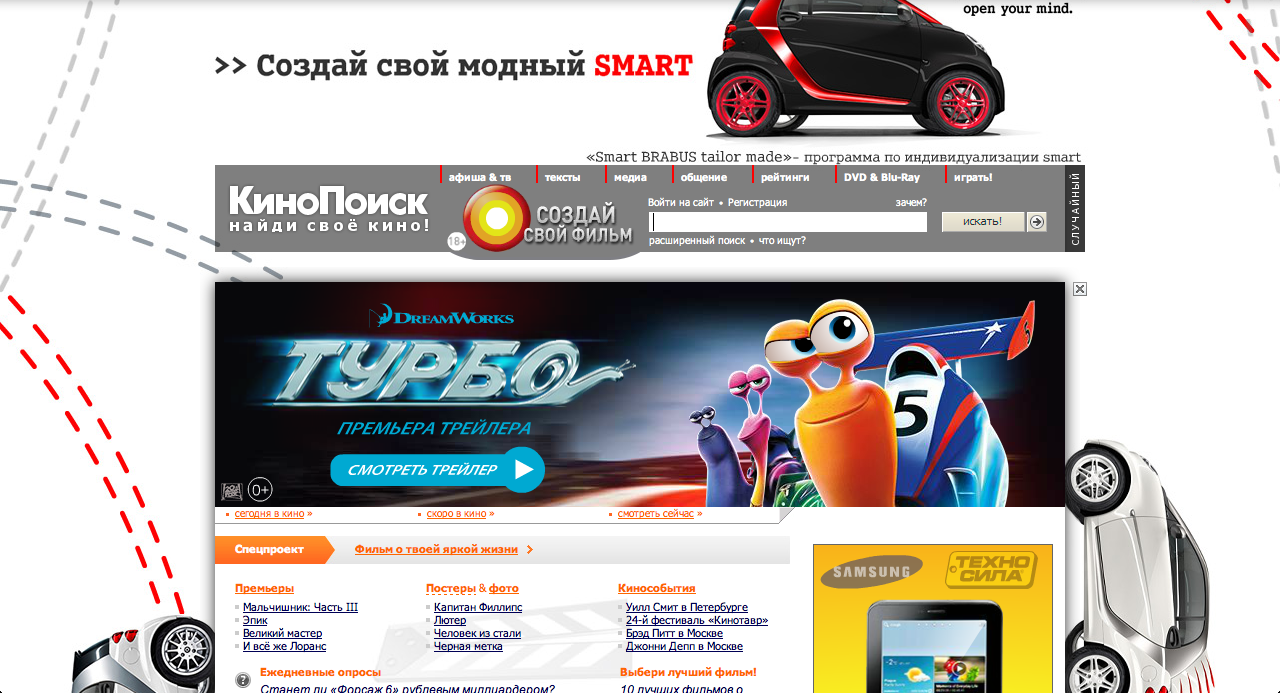 open your mind.
>> Создай свой модный SMART
«Smart BRABUS tailor made»– программа по индивидуализации smart
афиша & тв тексты медиа общение рейтинги DVD & Blu-Ray играть!
КиноПоиск
найди своё кино!
18+
СОЗДАЙ
СВОЙ ФИЛЬМ
Войти на сайт • Регистрация зачем?
искать!
расширенный поиск • что ищут?
СЛУЧАЙНЫЙ
DREAMWORKS
ТУРБО
ПРЕМЬЕРА ТРЕЙЛЕРА
СМОТРЕТЬ ТРЕЙЛЕР
0+
5
5
сегодня в кино » скоро в кино » смотреть сейчас »
Спецпроект Фильм о твоей яркой жизни
SAMSUNG ТЕХНО
СИЛА
Премьеры Постеры & фото Кинособытия
Мальчишник: Часть III Капитан Филлипс Уилл Смит в Петербурге
Эпик Лютер 24-й фестиваль «Кинотавр»
Великий мастер Человек из стали Брэд Питт в Москве
И всё же Лоранс Черная метка Джонни Депп в Москве
? Ежедневные опросы Выбери лучший фильм!
Станет ли «Форсаж 6» рублевым миллиардером? 10 лучших фильмов о